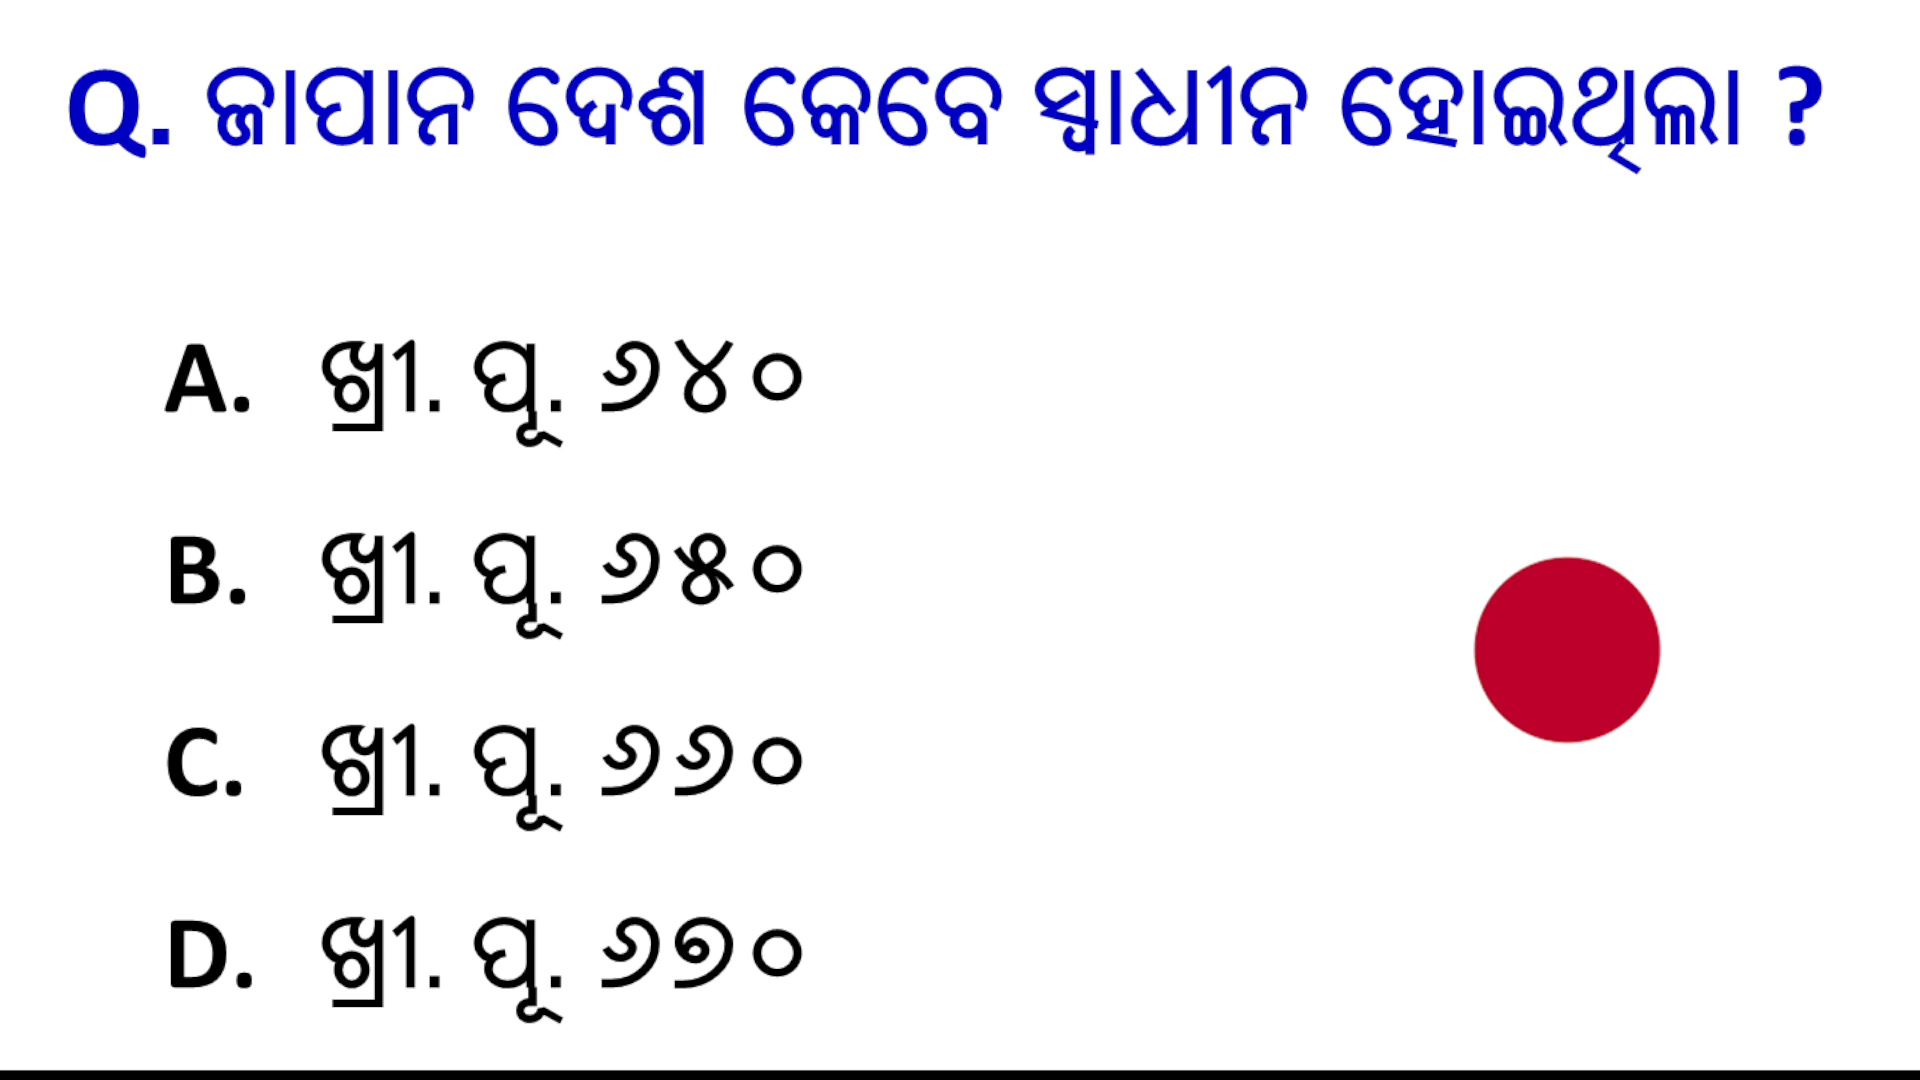 Q. ଜାପାନ ଦେଶ କେବେ ସ୍ୱାଧୀନ ହୋଇଥିଲା ?
A. ଖ୍ରୀ. ପୂ. ୬୪୦
B. ଖ୍ରୀ. ପୂ. ୬୫୦
C. ଖ୍ରୀ. ପୂ. ୬୬୦
D. ଖ୍ରୀ. ପୂ. ୬୭୦